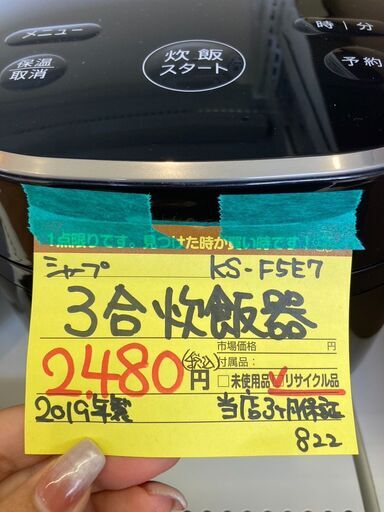 メニュー
保温
取消
炊飯
スタート
時 分
予約
1点限りです。見つけた時が買い時です!
シャープ KS-F5E7
3合炊飯器
市場価格 円
2,480(税込)円
付属品:
□未使用品 ☑リサイクル品
2019年製 当店3ヶ月保証
822